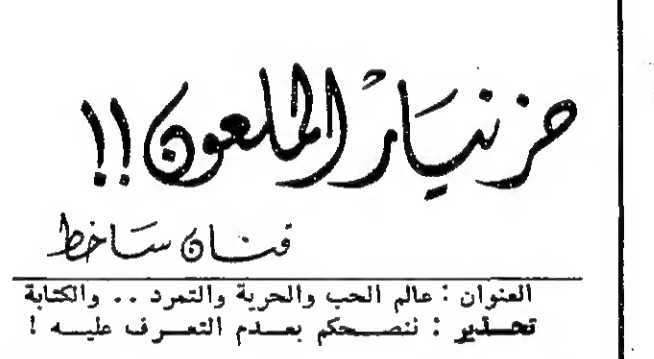 حزنيار الملعون !!
فنان ساخط
العنوان : عالم الحب والحرية والتمرد .. والكتابة
تحذير : ننصحكم بعدم التعرف عليه !